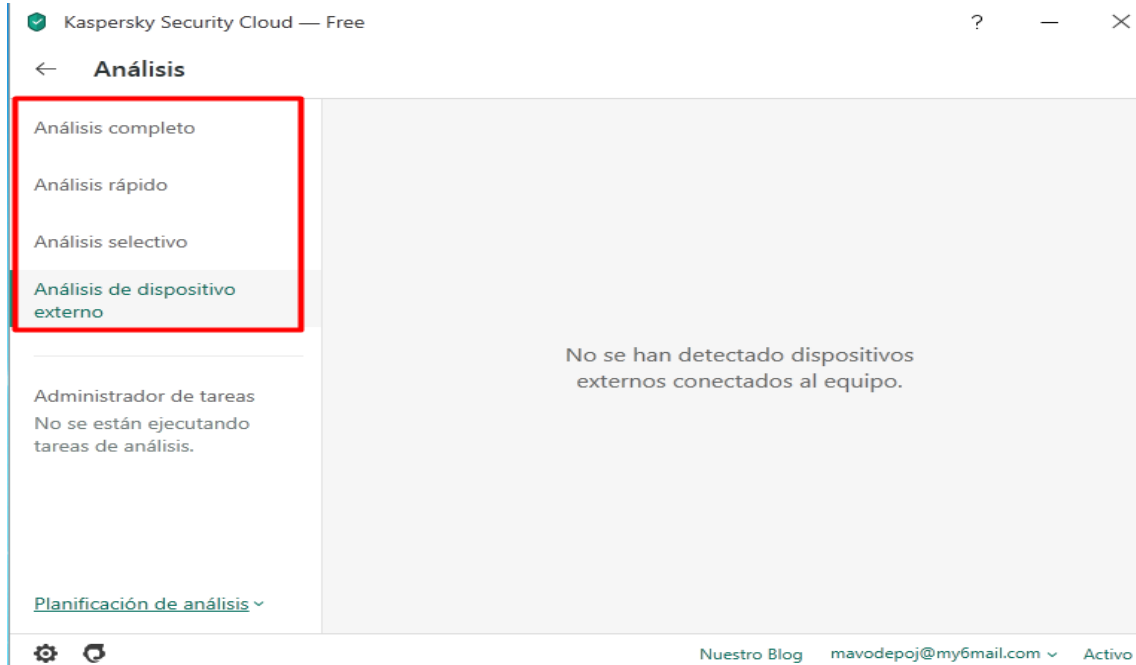 Kaspersky Security Cloud — Free
?
Análisis
Análisis completo
Análisis rápido
Análisis selectivo
Análisis de dispositivo
externo
No se han detectado dispositivos
externos conectados al equipo.
Administrador de tareas
No se están ejecutando
tareas de análisis.
Planificación de análisis
Nuestro Blog
mavodepoj@my6mail.com
Activo